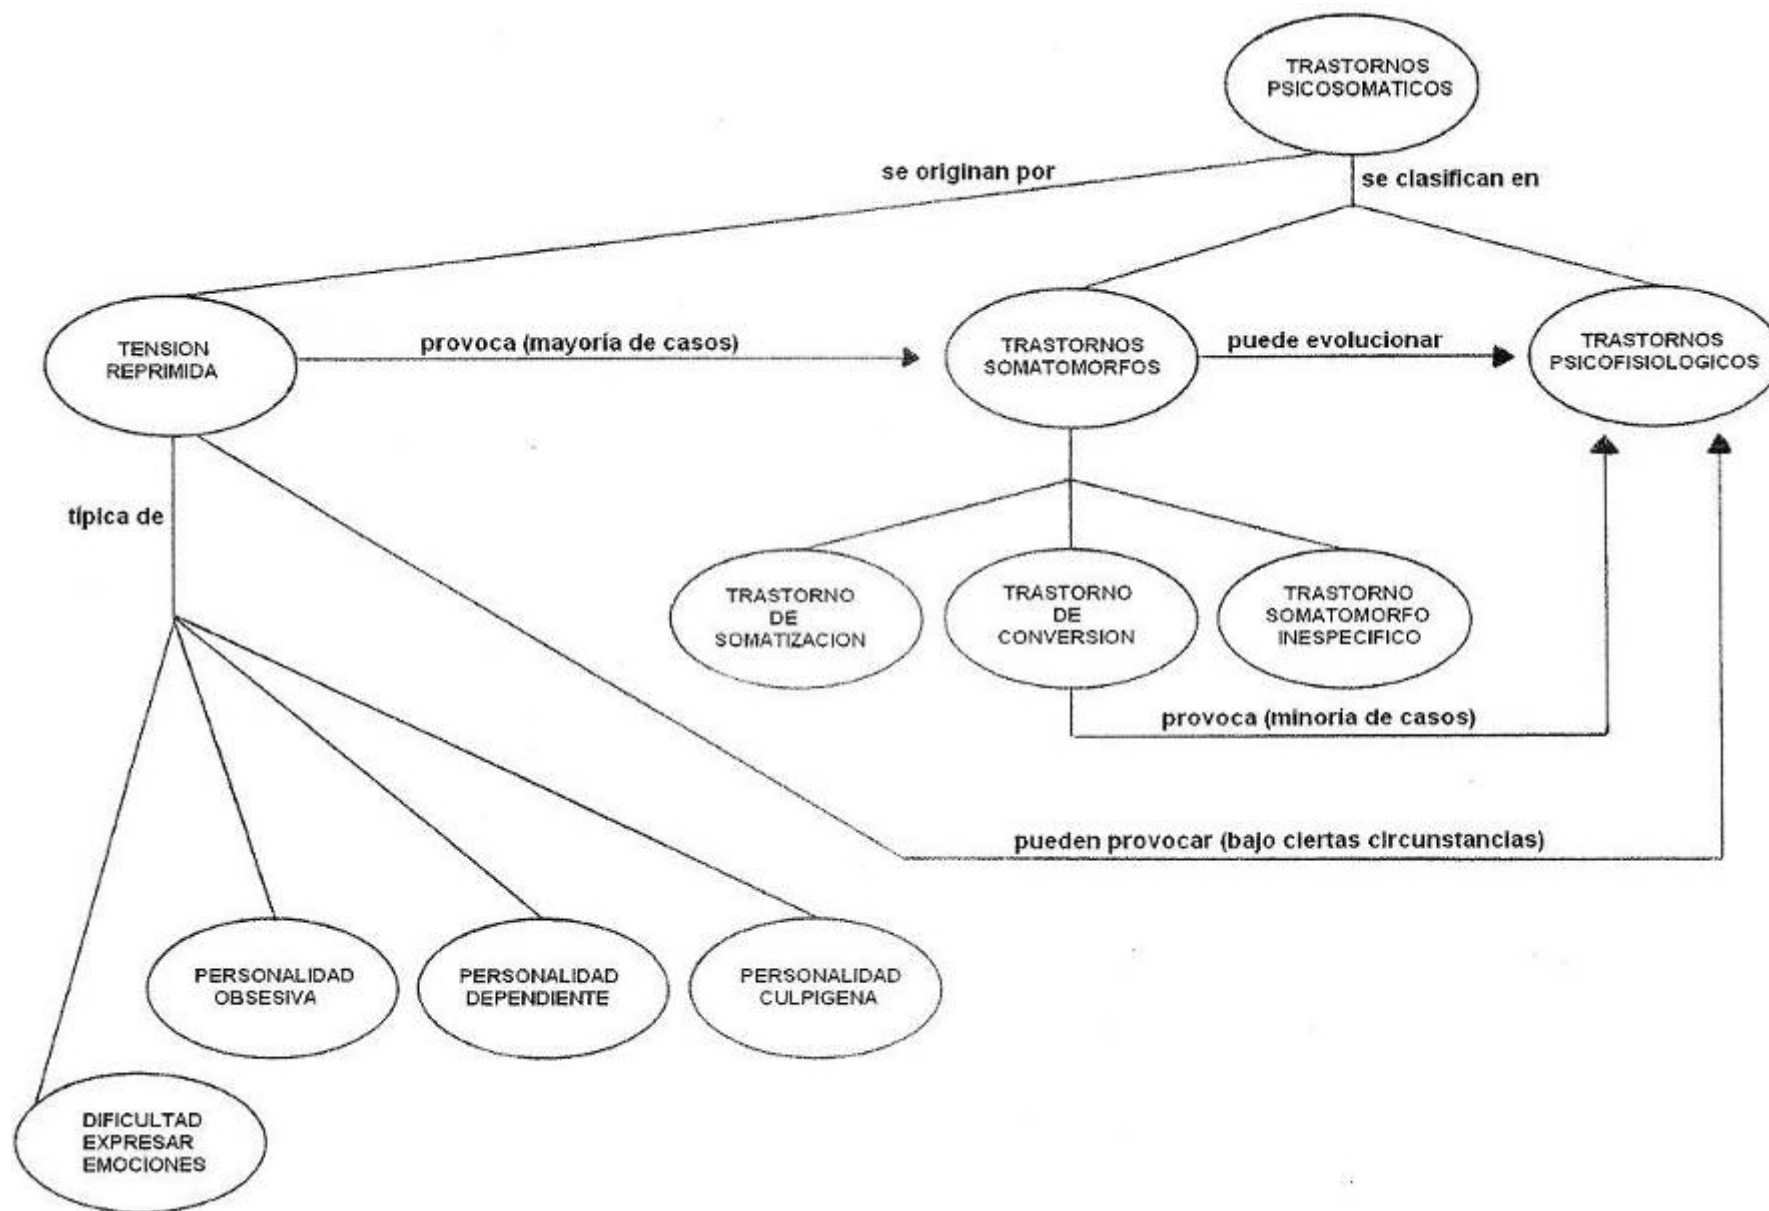 TRASTORNOS
PSICOSOMATICOS
se originan por
se clasifican en
TENSION
REPRIMIDA
provoca (mayoría de casos)
TRASTORNOS
SOMATOMORFOS
puede evolucionar
TRASTORNOS
PSICOFISIOLOGICOS
típica de
TRASTORNO
DE
SOMATIZACION
TRASTORNO
DE
CONVERSION
TRASTORNO
SOMATOMORFO
INESPECIFICO
provoca (minoría de casos)
pueden provocar (bajo ciertas circunstancias)
PERSONALIDAD
OBSESIVA
PERSONALIDAD
DEPENDIENTE
PERSONALIDAD
CULPIGENA
DIFICULTAD
EXPRESAR
EMOCIONES